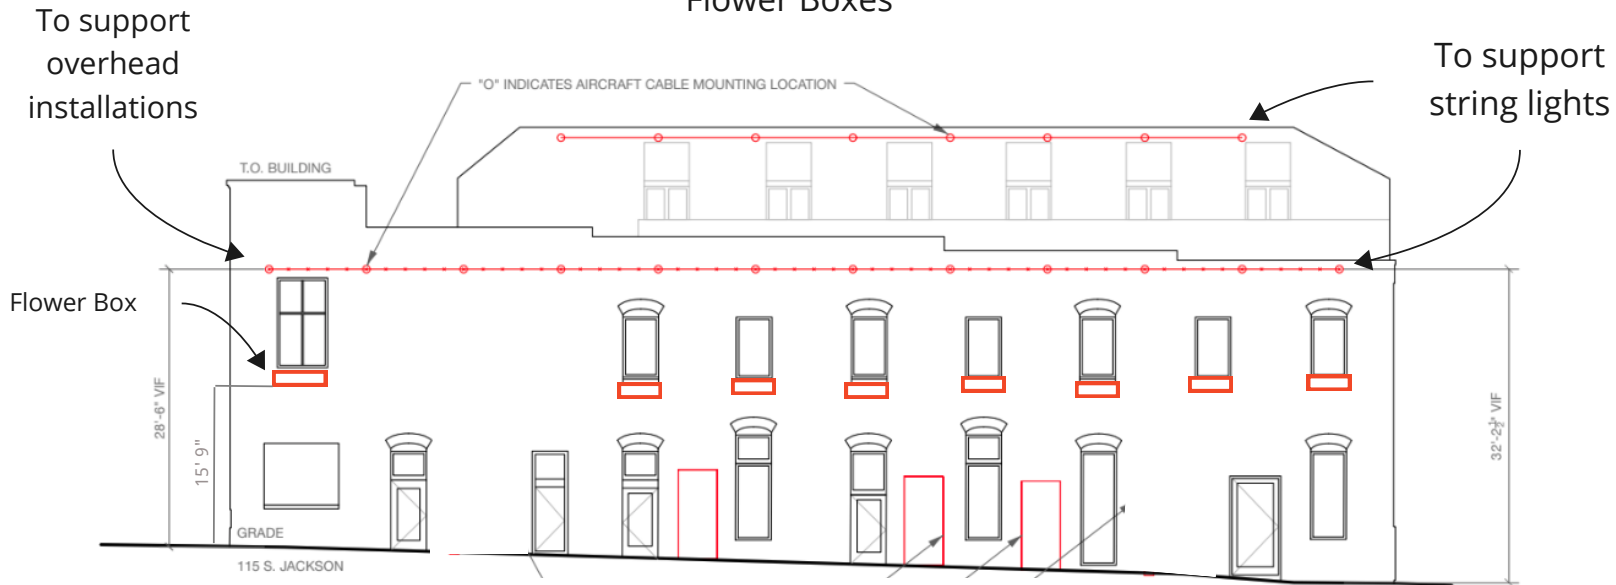 Flower Boxes
To support
overhead
installations
"O" INDICATES AIRCRAFT CABLE MOUNTING LOCATION
To support
string lights
T.O. BUILDING
Flower Box
28'-6" VIF
15' 9"
32'-2½" VIF
GRADE
115 S. JACKSON